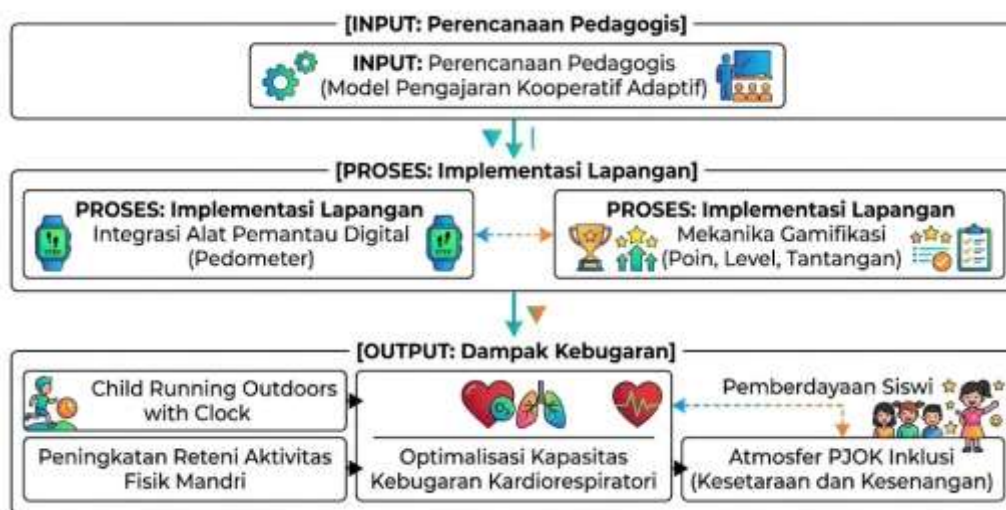 [INPUT: Perencanaan Pedagogis]
INPUT: Perencanaan Pedagogis
(Model Pengajaran Kooperatif Adaptif)
[PROSES: Implementasi Lapangan]
PROSES: Implementasi Lapangan
Integrasi Alat Pemantau Digital
(Pedometer)
PROSES: Implementasi Lapangan
Mekanika Gamifikasi
(Poin, Level, Tantangan)
[OUTPUT: Dampak Kebugaran]
Child Running Outdoors
with Clock
Peningkatan Reteni Aktivitas
Fisik Mandri
Optimalisasi Kapasitas
Kebugaran Kardiorespiratori
Pemberdayaan Siswi
Atmosfer PJOK Inklusi
(Kesetaraan dan Kesenangan)